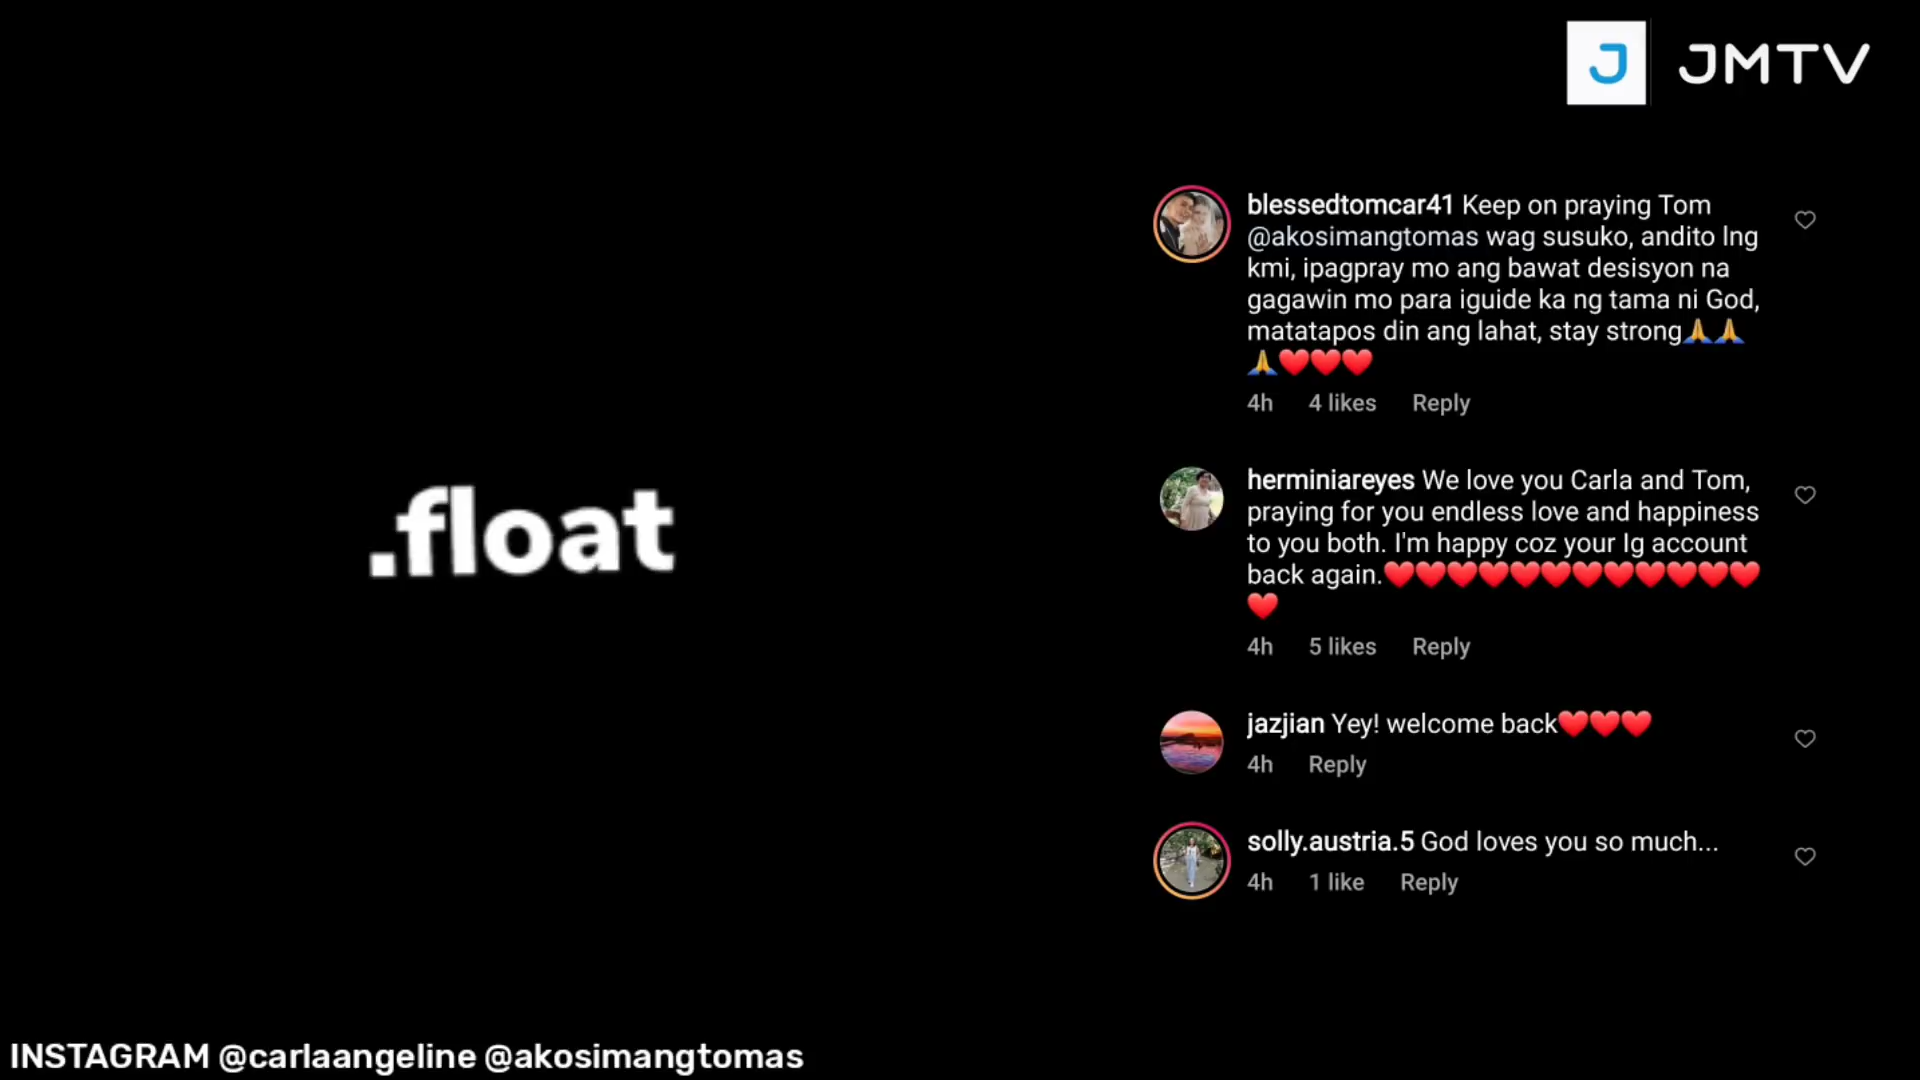 J JMTV
blessedtomcar41 Keep on praying Tom
@akosimangtomas wag susuko, andito lng
kmi, ipagpray mo ang bawat desisyon na
gagawin mo para iguide ka ng tama ni God,
matatapos din ang lahat, stay strong🙏🙏
🙏❤️❤️❤️
4h 4 likes Reply
.float
herminiareyes We love you Carla and Tom,
praying for you endless love and happiness
to you both. I'm happy coz your Ig account
back again.❤️❤️❤️❤️❤️❤️❤️❤️❤️❤️❤️❤️
❤️
4h 5 likes Reply
jazjian Yey! welcome back❤️❤️❤️
4h Reply
solly.austria.5 God loves you so much...
4h 1 like Reply
INSTAGRAM @carlaangeline @akosimangtomas